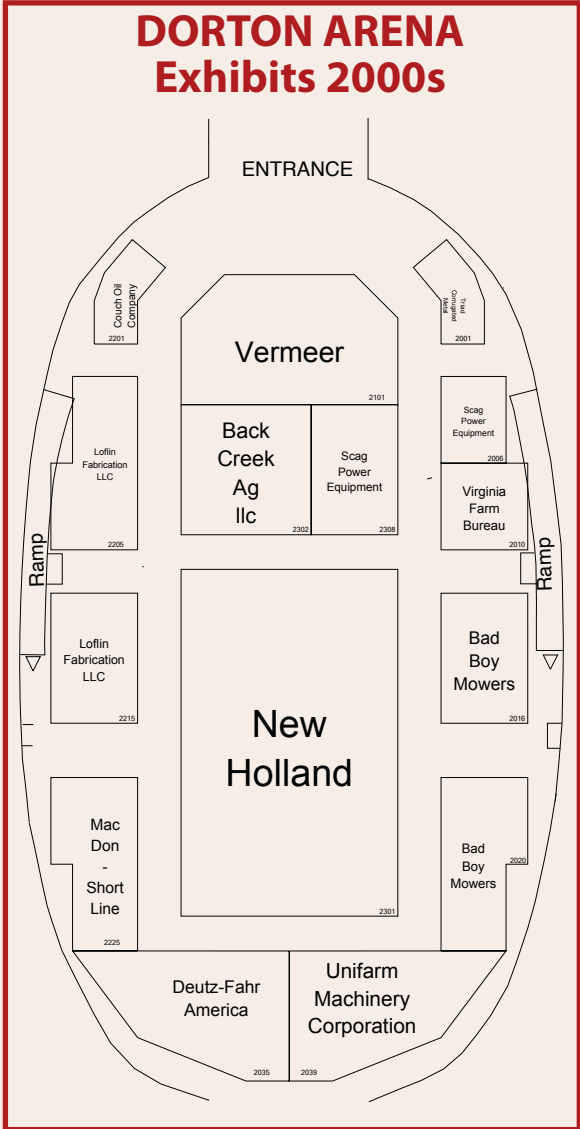 DORTON ARENA
Exhibits 2000s
ENTRANCE
Couch Oil
Company
2201
Triad
Corrugated
Metal
2001
Vermeer
2101
Loflin
Fabrication
LLC
2205
Back
Creek
Ag
llc
2302
Scag
Power
Equipment
2308
Scag
Power
Equipment
2006
Virginia
Farm
Bureau
2010
Ramp
Ramp
Loflin
Fabrication
LLC
2215
New
Holland
2301
Bad
Boy
Mowers
2016
Mac
Don
-
Short
Line
2225
Bad
Boy
Mowers
2020
Deutz-Fahr
America
2035
Unifarm
Machinery
Corporation
2039